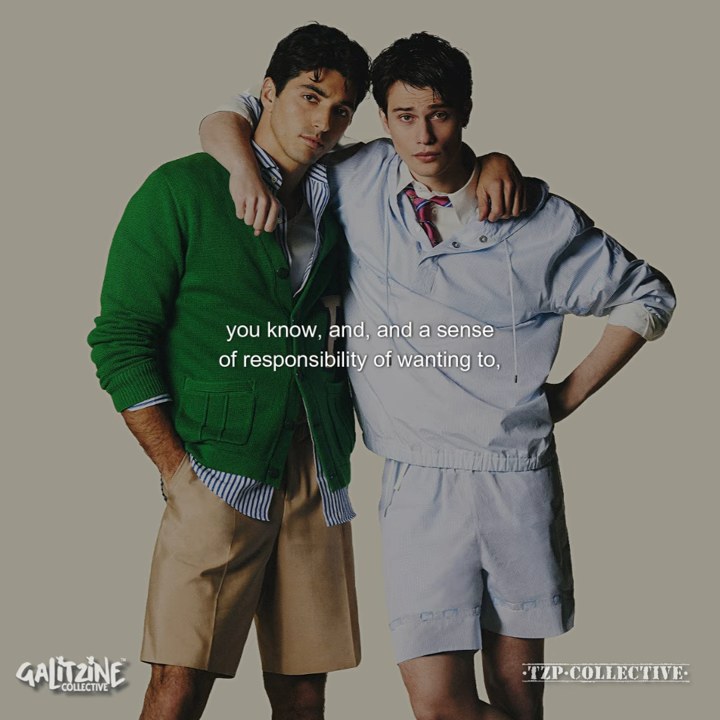 you know, and, and a sense
of responsibility of wanting to,
GALITZINE
COLLECTIVE
·TZP·COLLECTIVE·